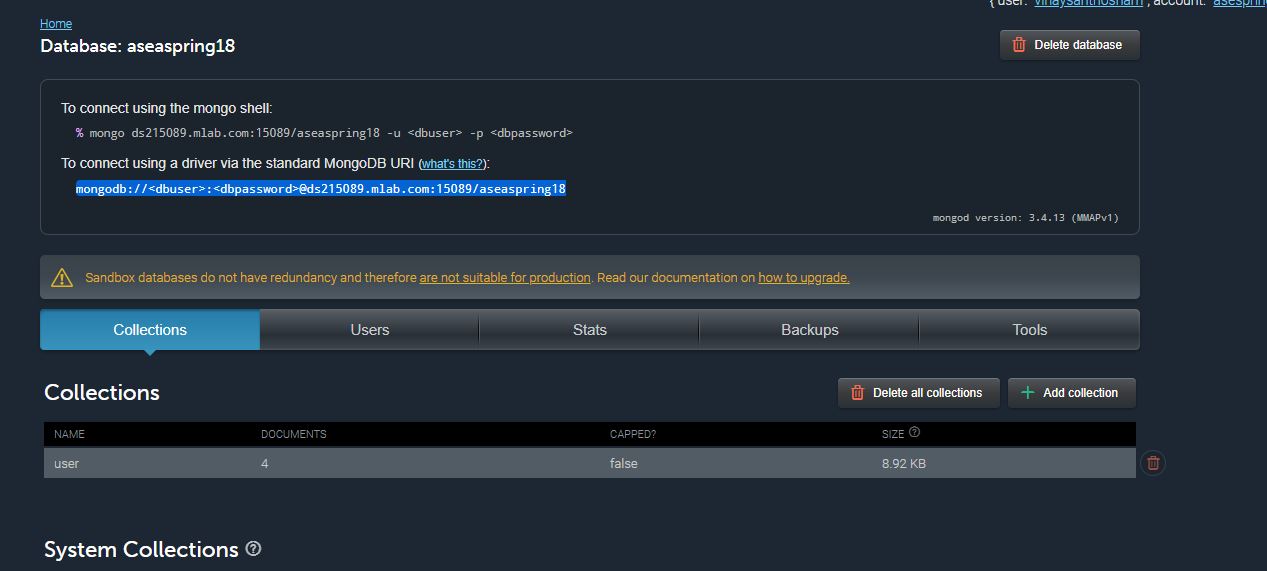 { user: vinaysanthosham , account:
Home
Database: aseaspring18
Delete database
To connect using the mongo shell:
% mongo ds215089.mlab.com:15089/aseaspring18 -u <dbuser> -p <dbpassword>
To connect using a driver via the standard MongoDB URI (what's this?):
mongodb://<dbuser>:<dbpassword>@ds215089.mlab.com:15089/aseaspring18
mongod version: 3.4.13 (MMAPv1)
Sandbox databases do not have redundancy and therefore are not suitable for production. Read our documentation on how to upgrade.
Collections Users Stats Backups Tools
Collections
Delete all collections
Add collection
NAME DOCUMENTS CAPPED? SIZE ?
user 4 false 8.92 KB
System Collections ?